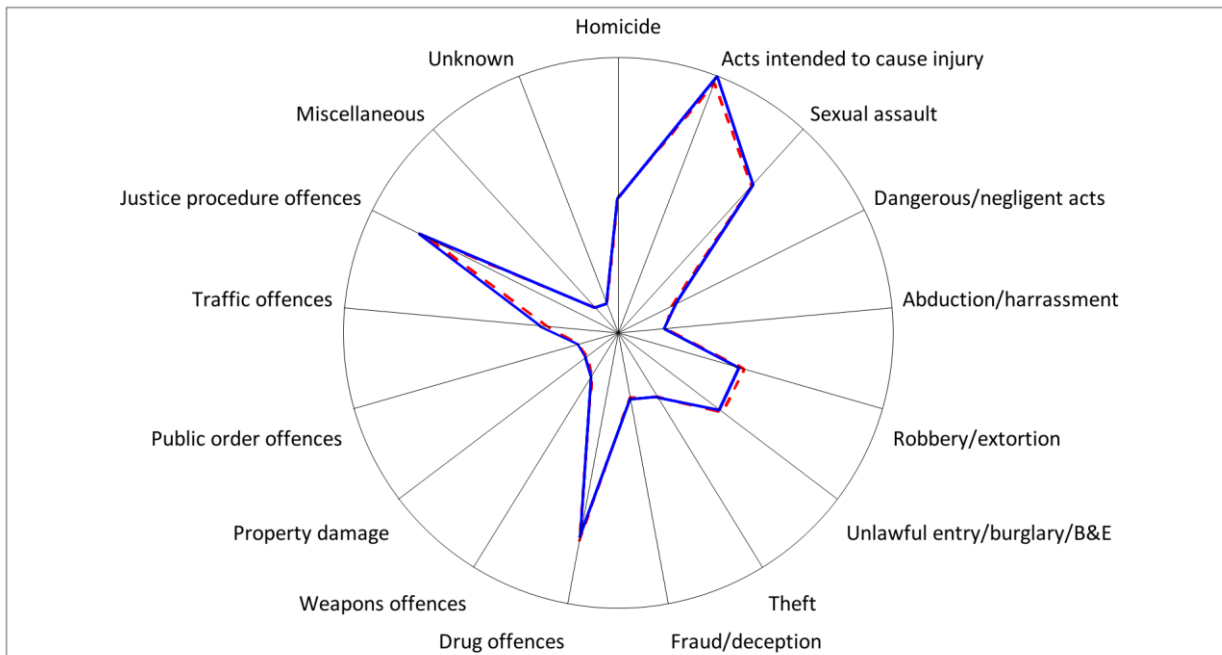 Homicide
Unknown
Acts intended to cause injury
Miscellaneous
Sexual assault
Justice procedure offences
Dangerous/negligent acts
Traffic offences
Abduction/harrassment
Public order offences
Robbery/extortion
Property damage
Unlawful entry/burglary/B&E
Weapons offences
Theft
Drug offences
Fraud/deception